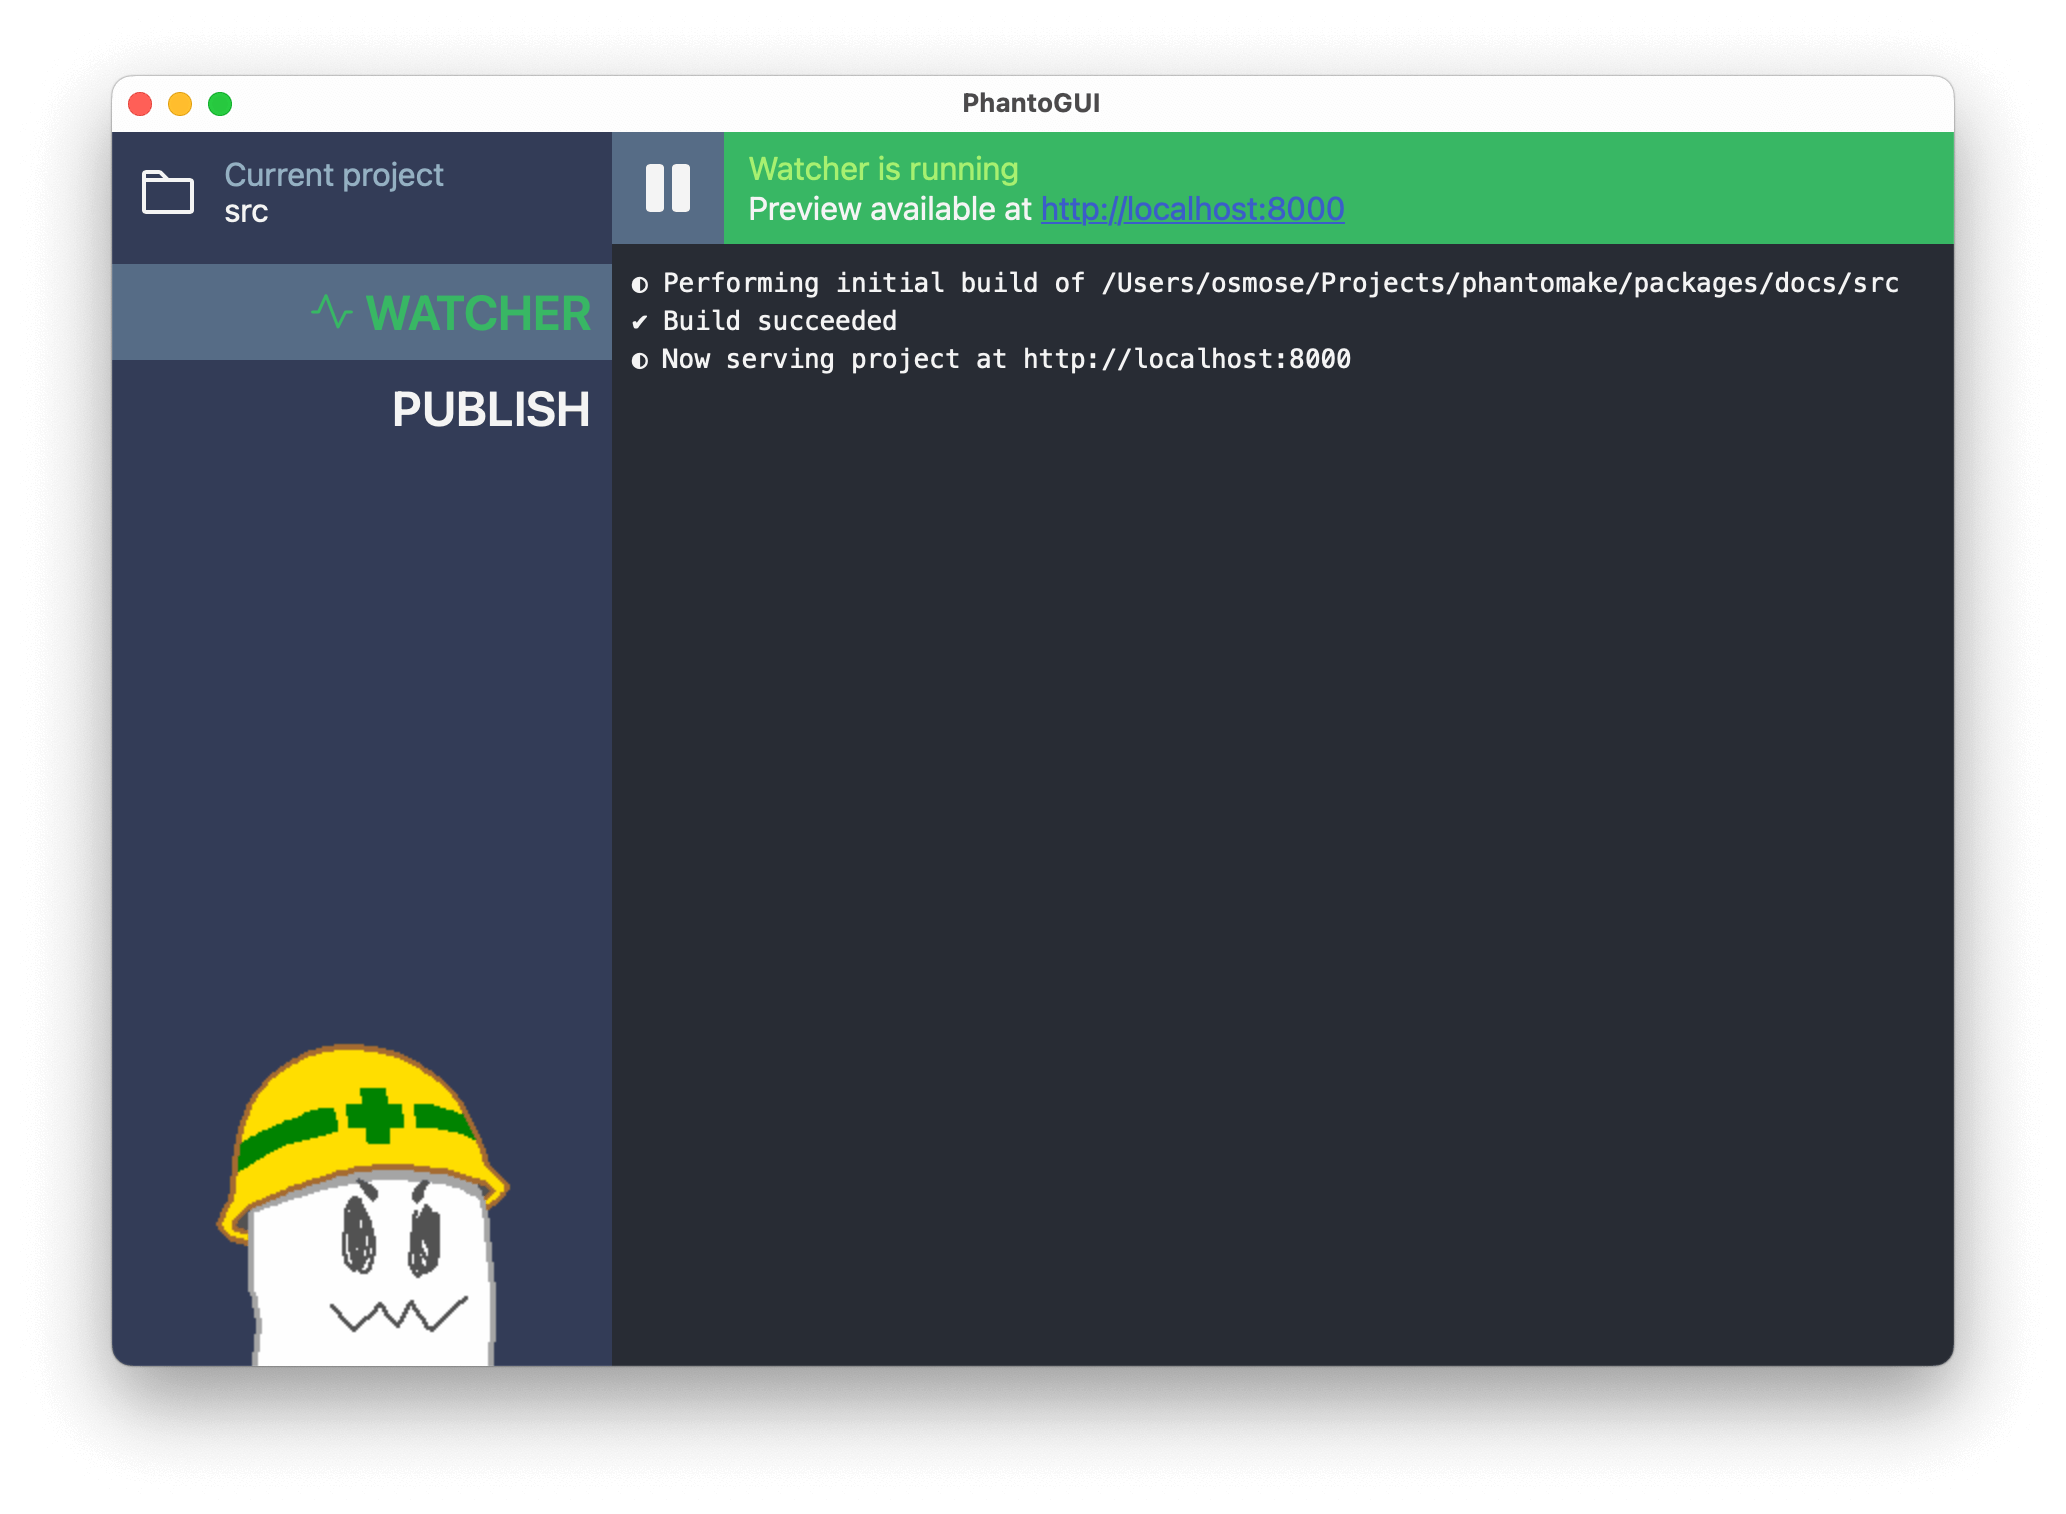 PhantoGUI
Current project
src
WATCHER
PUBLISH
Watcher is running
Preview available at http://localhost:8000
◐ Performing initial build of /Users/osmose/Projects/phantomake/packages/docs/src
✔ Build succeeded
◐ Now serving project at http://localhost:8000